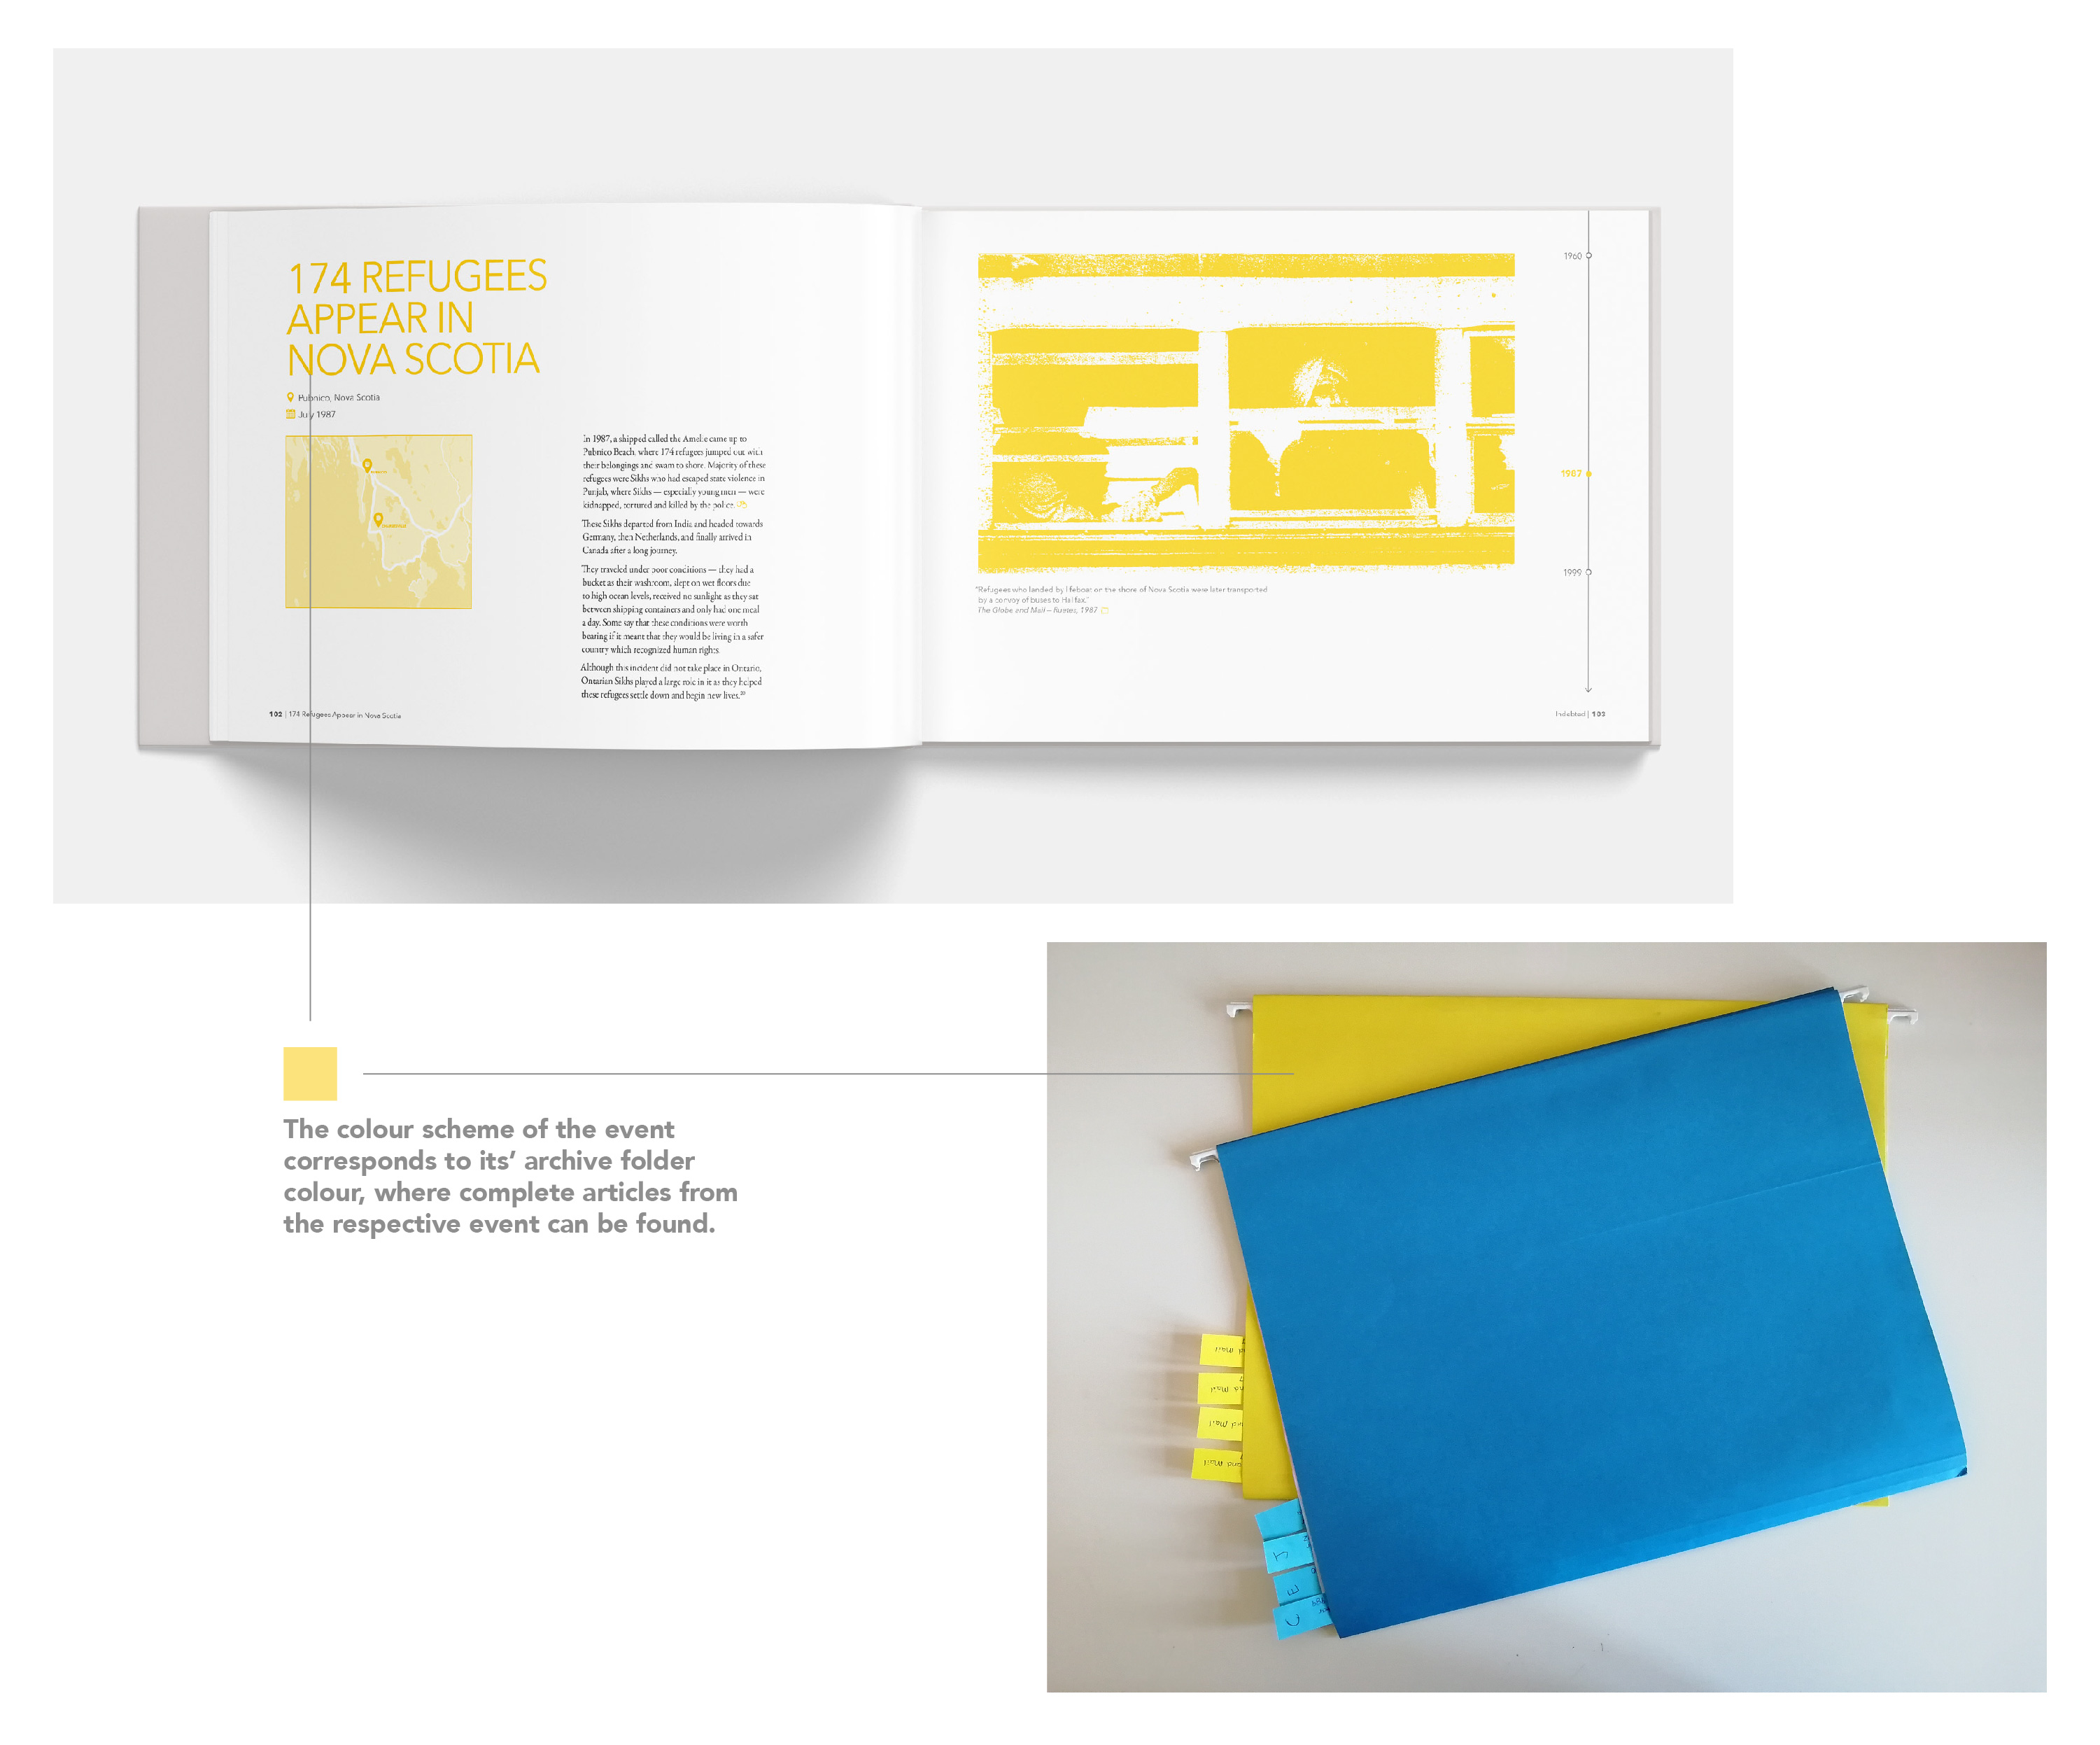 174 REFUGEES
APPEAR IN
NOVA SCOTIA
Pubnico, Nova Scotia
July 1987
In 1987, a shipped called the Amelie came up to
Pubnico Beach, where 174 refugees jumped out with
their belongings and swam to shore. Majority of these
refugees were Sikhs who had escaped state violence in
Punjab, where Sikhs — especially young men — were
kidnapped, tortured and killed by the police.
These Sikhs departed from India and headed towards
Germany, then Netherlands, and finally arrived in
Canada after a long journey.
They traveled under poor conditions — they had a
bucket as their washroom, slept on wet floors due
to high ocean levels, received no sunlight as they sat
between shipping containers and only had one meal
a day. Some say that these conditions were worth
bearing if it meant that they would be living in a safer
country which recognized human rights.
Although this incident did not take place in Ontario,
Ontarian Sikhs played a large role in it as they helped
these refugees settle down and begin new lives.²⁰
102 | 174 Refugees Appear in Nova Scotia
"Refugees who landed by lifeboat on the shore of Nova Scotia were later transported
by a convoy of buses to Halifax."
The Globe and Mail – Reuters, 1987
1960
1987
1999
Indebted | 103
The colour scheme of the event
corresponds to its' archive folder
colour, where complete articles from
the respective event can be found.
mail
mail
mail
and mail